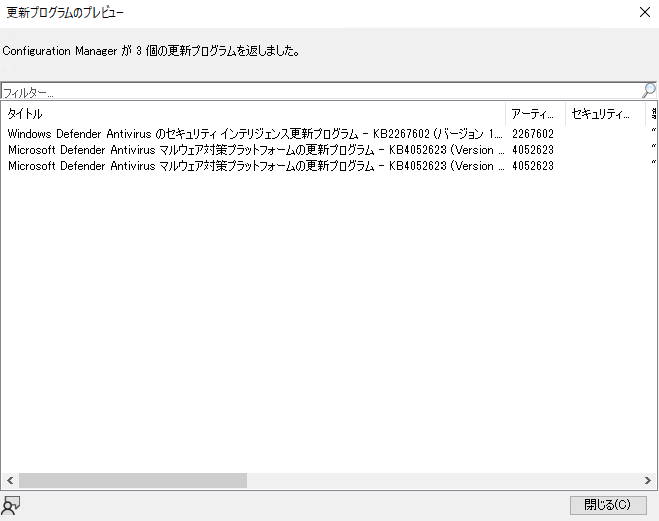 更新プログラムのプレビュー
Configuration Manager が 3 個の更新プログラムを返しました。
フィルター...
タイトル アーティ... セキュリティ...
Windows Defender Antivirus のセキュリティ インテリジェンス更新プログラム - KB2267602 (バージョン 1.... 2267602 "
Microsoft Defender Antivirus マルウェア対策プラットフォームの更新プログラム - KB4052623 (Version ... 4052623 "
Microsoft Defender Antivirus マルウェア対策プラットフォームの更新プログラム - KB4052623 (Version ... 4052623 "
閉じる(C)